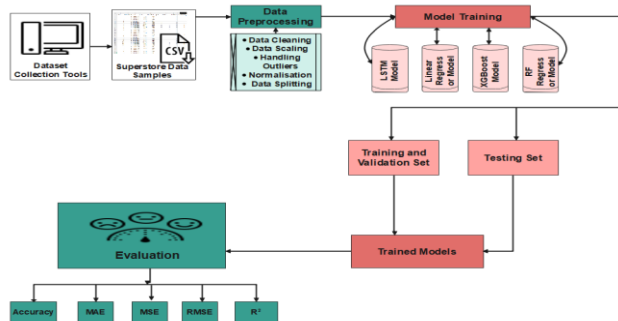 Data
Preprocessing
Model Training
CSV
Dataset
Collection Tools
Superstore Data
Samples
• Data Cleaning
• Data Scaling
• Handling
Outliers
• Normalisation
• Data Splitting
LSTM
Model
Linear
Regress
or Model
XGBoost
Model
RF
Regress
or Model
Training and
Validation Set
Testing Set
Trained Models
Evaluation
Accuracy
MAE
MSE
RMSE
R²